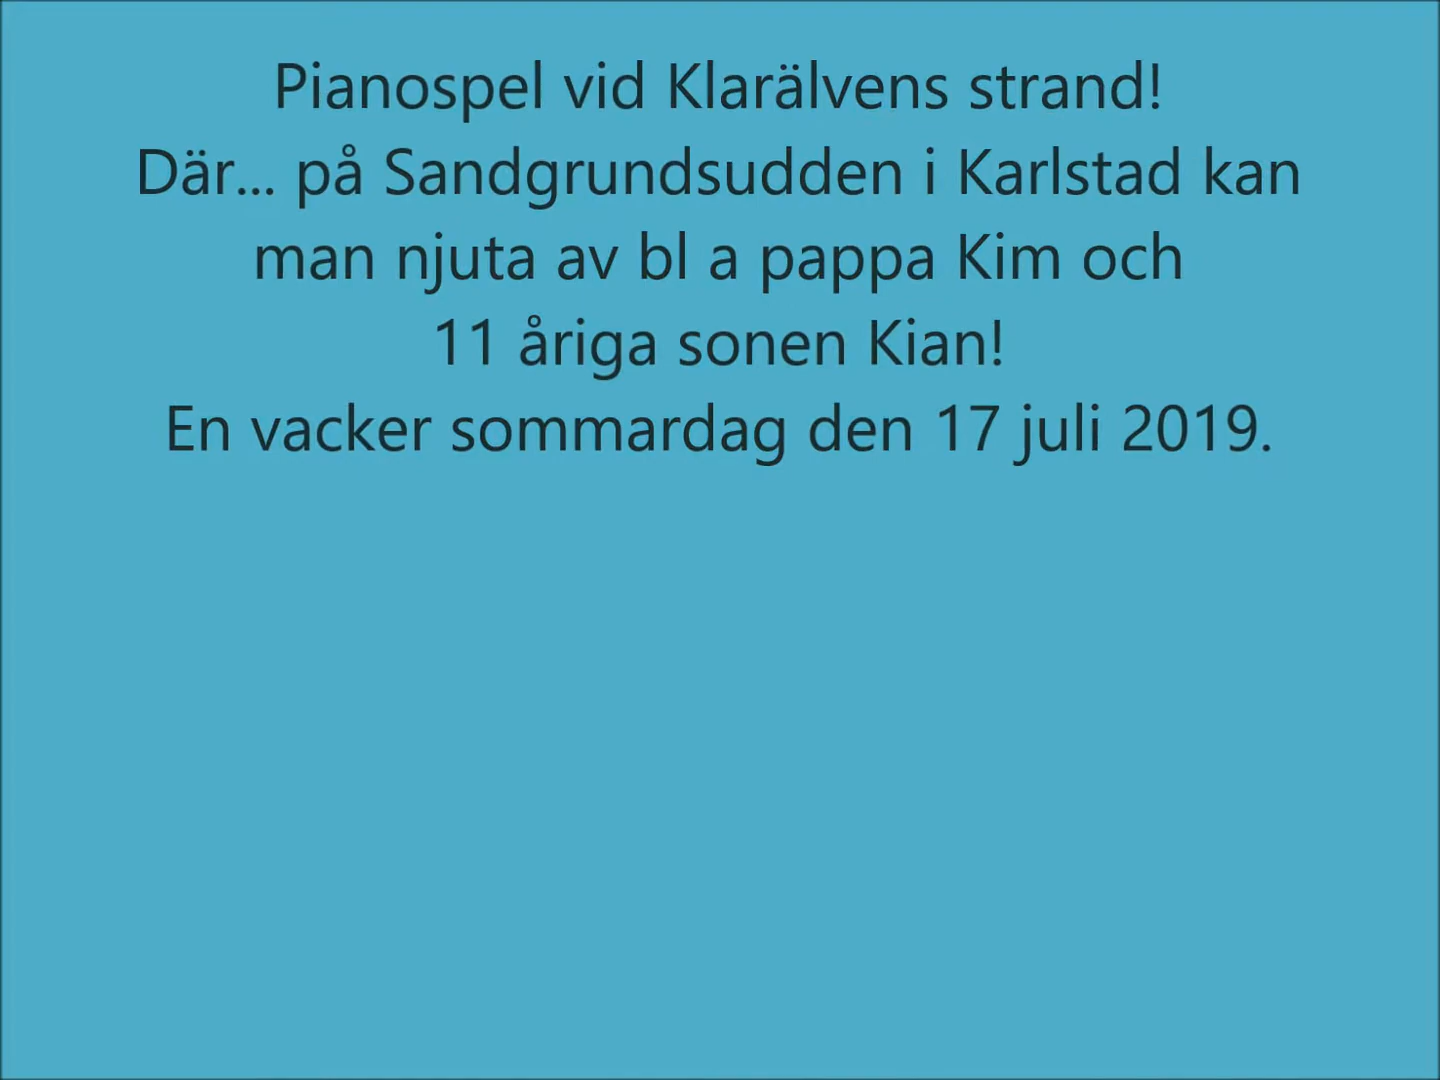 Pianospel vid Klarälvens strand!
Där... på Sandgrundsudden i Karlstad kan
man njuta av bl a pappa Kim och
11 åriga sonen Kian!
En vacker sommardag den 17 juli 2019.